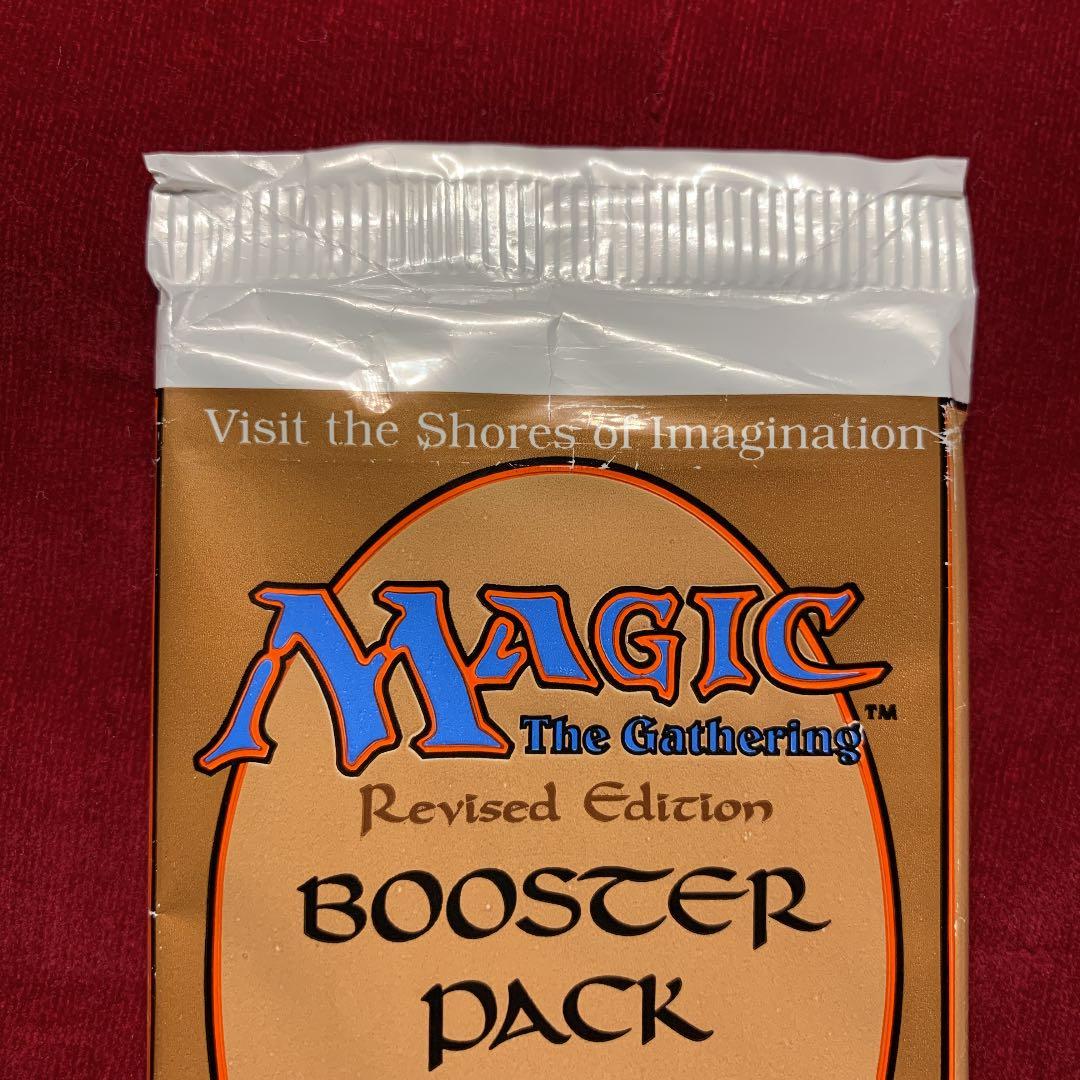 Visit the Shores of Imagination
MAGIC
The Gathering™
Revised Edition
BOOSTER
PACK